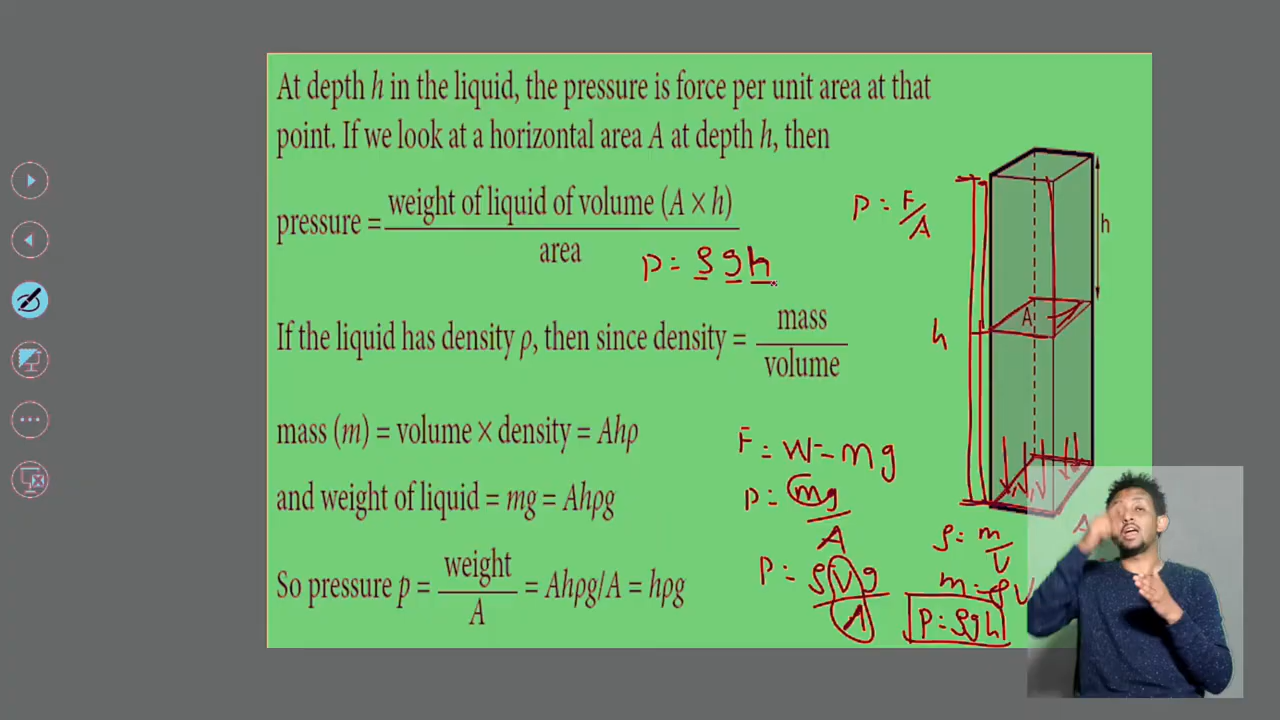 At depth h in the liquid, the pressure is force per unit area at that
point. If we look at a horizontal area A at depth h, then
pressure = weight of liquid of volume (A × h) / area
P = F/A
h
P = ρgh
A
h
If the liquid has density ρ, then since density = mass / volume
mass (m) = volume × density = Ahρ
F = W = mg
and weight of liquid = mg = Ahρg
P = mg/A
A
ρ = m/V
So pressure p = weight / A = Ahρg/A = hρg
P = ρVg/A
m = ρV
P = ρgh